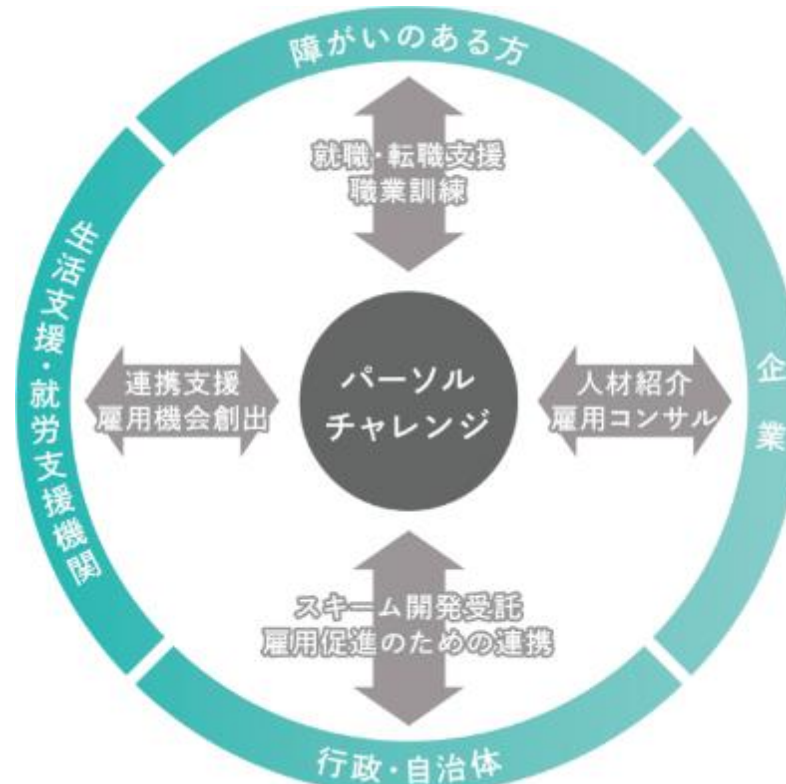 障がいのある方
就職・転職支援
職業訓練
生活支援・就労支援機関
連携支援
雇用機会創出
パーソル
チャレンジ
人材紹介
雇用コンサル
企業
スキーム開発受託
雇用促進のための連携
行政・自治体